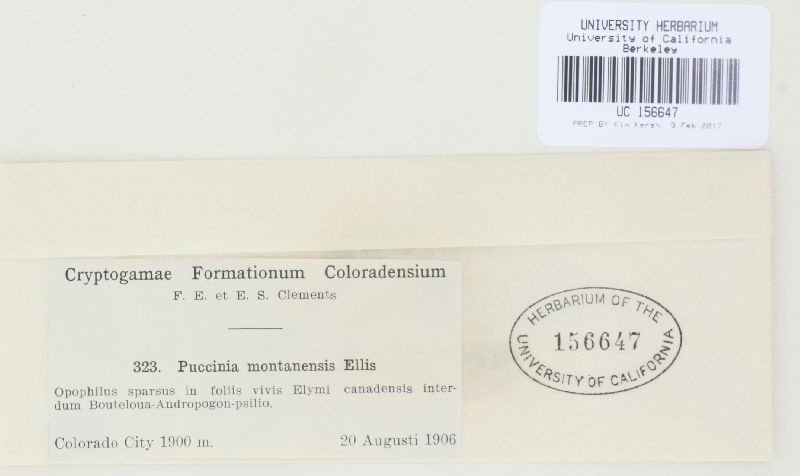 UNIVERSITY HERBARIUM
University of California
Berkeley
UC 156647
PREP BY Kim Kersh, 9 Feb 2017
Cryptogamae Formationum Coloradensium
F. E. et E. S. Clements
323. Puccinia montanensis Ellis
Opophilus sparsus in foliis vivis Elymi canadensis inter-
dum Bouteloua-Andropogon-psilio.
Colorado City 1900 m. 20 Augusti 1906
HERBARIUM OF THE
156647
UNIVERSITY OF CALIFORNIA